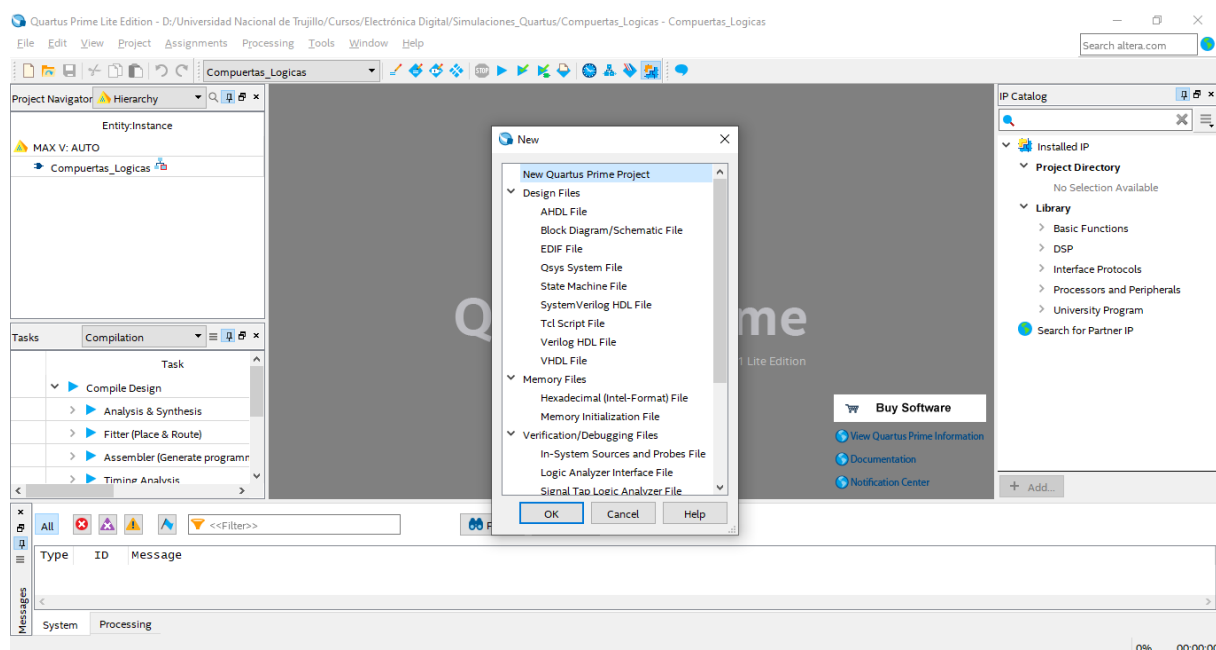 Quartus Prime Lite Edition - D:/Universidad Nacional de Trujillo/Cursos/Electrónica Digital/Simulaciones_Quartus/Compuertas_Logicas - Compuertas_Logicas
File Edit View Project Assignments Processing Tools Window Help
Search altera.com
Compuertas_Logicas
STOP
Project Navigator Hierarchy
Entity:Instance
MAX V: AUTO
Compuertas_Logicas
Tasks Compilation
Task
Compile Design
Analysis & Synthesis
Fitter (Place & Route)
Assembler (Generate programm
Timing Analysis
New
New Quartus Prime Project
Design Files
AHDL File
Block Diagram/Schematic File
EDIF File
Qsys System File
State Machine File
SystemVerilog HDL File
Tcl Script File
Verilog HDL File
VHDL File
Memory Files
Hexadecimal (Intel-Format) File
Memory Initialization File
Verification/Debugging Files
In-System Sources and Probes File
Logic Analyzer Interface File
Signal Tap Logic Analyzer File
OK Cancel Help
Q me
1 Lite Edition
Buy Software
View Quartus Prime Information
Documentation
Notification Center
IP Catalog
Installed IP
Project Directory
No Selection Available
Library
Basic Functions
DSP
Interface Protocols
Processors and Peripherals
University Program
Search for Partner IP
+ Add...
All <<Filter>> F
Type ID Message
Messages
System Processing
0% 00:00:00